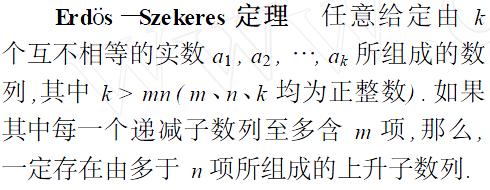 Erdös —Szekeres 定理 任意给定由 k
个互不相等的实数 a1 , a2 , …, ak 所组成的数
列 ,其中 k > mn ( m、n、k 均为正整数) . 如果
其中每一个递减子数列至多含 m 项 ,那么 ,
一定存在由多于 n 项所组成的上升子数列.